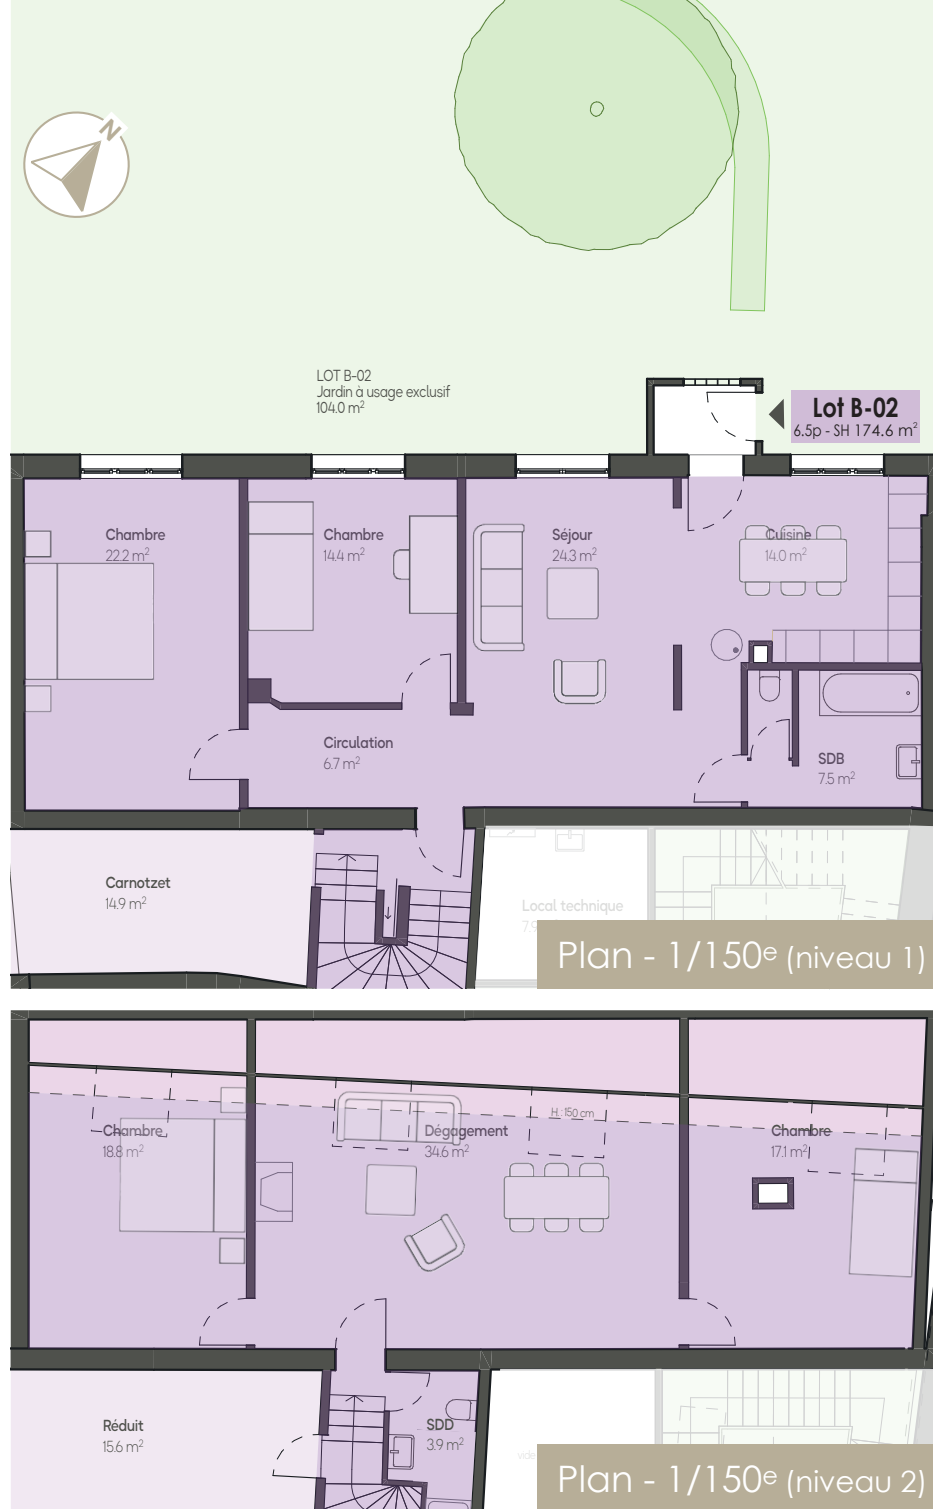 N
LOT B-02
Jardin à usage exclusif
104.0 m²
Lot B-02
6.5p - SH 174.6 m²
Chambre
22.2 m²
Chambre
14.4 m²
Séjour
24.3 m²
Cuisine
14.0 m²
Circulation
6.7 m²
SDB
7.5 m²
Carnotzet
14.9 m²
Local technique
7.9
Plan - 1/150e (niveau 1)
H.: 150 cm
Chambre
18.8 m²
Dégagement
34.6 m²
Chambre
17.1 m²
Réduit
15.6 m²
SDD
3.9 m²
Plan - 1/150e (niveau 2)